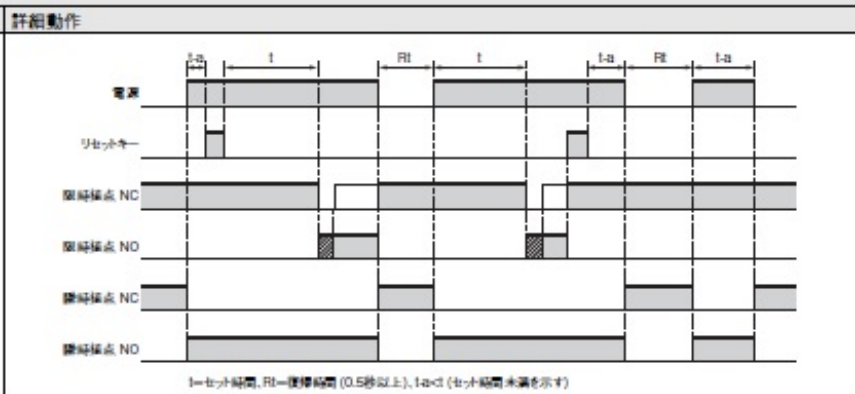 詳細動作
t-a t Rt t t-a Rt t-a
電源
リセットキー
限時接点 NC
限時接点 NO
瞬時接点 NC
瞬時接点 NO
t=セット時間、Rt=復帰時間 (0.5秒以上)、t-a<t (セット時間未満を示す)